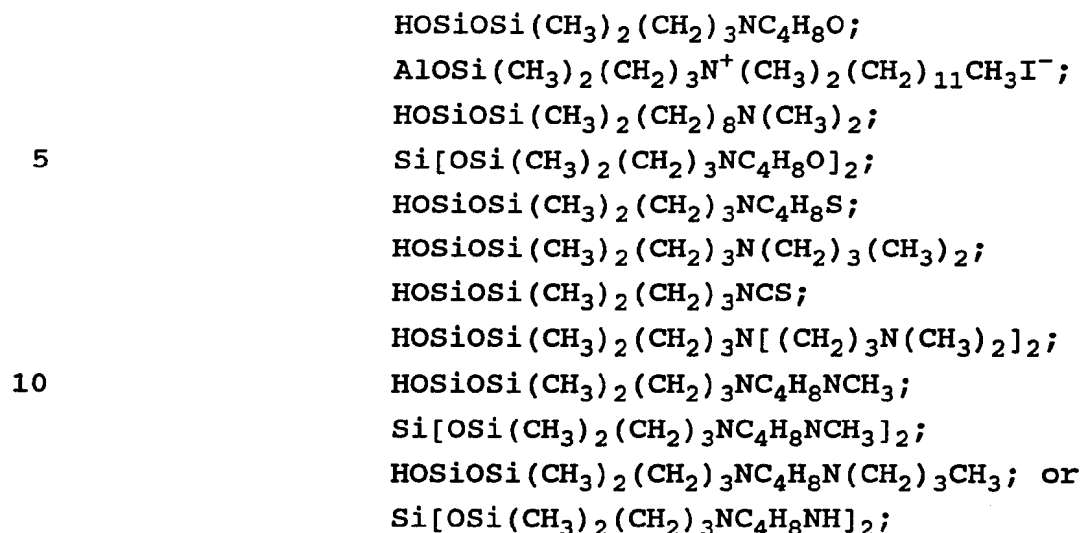 HOSiOSi(CH₃)₂(CH₂)₃NC₄H₈O;
AlOSi(CH₃)₂(CH₂)₃N⁺(CH₃)₂(CH₂)₁₁CH₃I⁻;
HOSiOSi(CH₃)₂(CH₂)₈N(CH₃)₂;
5 Si[OSi(CH₃)₂(CH₂)₃NC₄H₈O]₂;
HOSiOSi(CH₃)₂(CH₂)₃NC₄H₈S;
HOSiOSi(CH₃)₂(CH₂)₃N(CH₂)₃(CH₃)₂;
HOSiOSi(CH₃)₂(CH₂)₃NCS;
HOSiOSi(CH₃)₂(CH₂)₃N[(CH₂)₃N(CH₃)₂]₂;
10 HOSiOSi(CH₃)₂(CH₂)₃NC₄H₈NCH₃;
Si[OSi(CH₃)₂(CH₂)₃NC₄H₈NCH₃]₂;
HOSiOSi(CH₃)₂(CH₂)₃NC₄H₈N(CH₂)₃CH₃; or
Si[OSi(CH₃)₂(CH₂)₃NC₄H₈NH]₂;